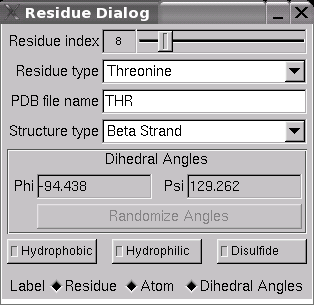 Residue Dialog
Residue index 8
Residue type Threonine
PDB file name THR
Structure type Beta Strand
Dihedral Angles
Phi -94.438 Psi 129.262
Randomize Angles
Hydrophobic Hydrophilic Disulfide
Label Residue Atom Dihedral Angles